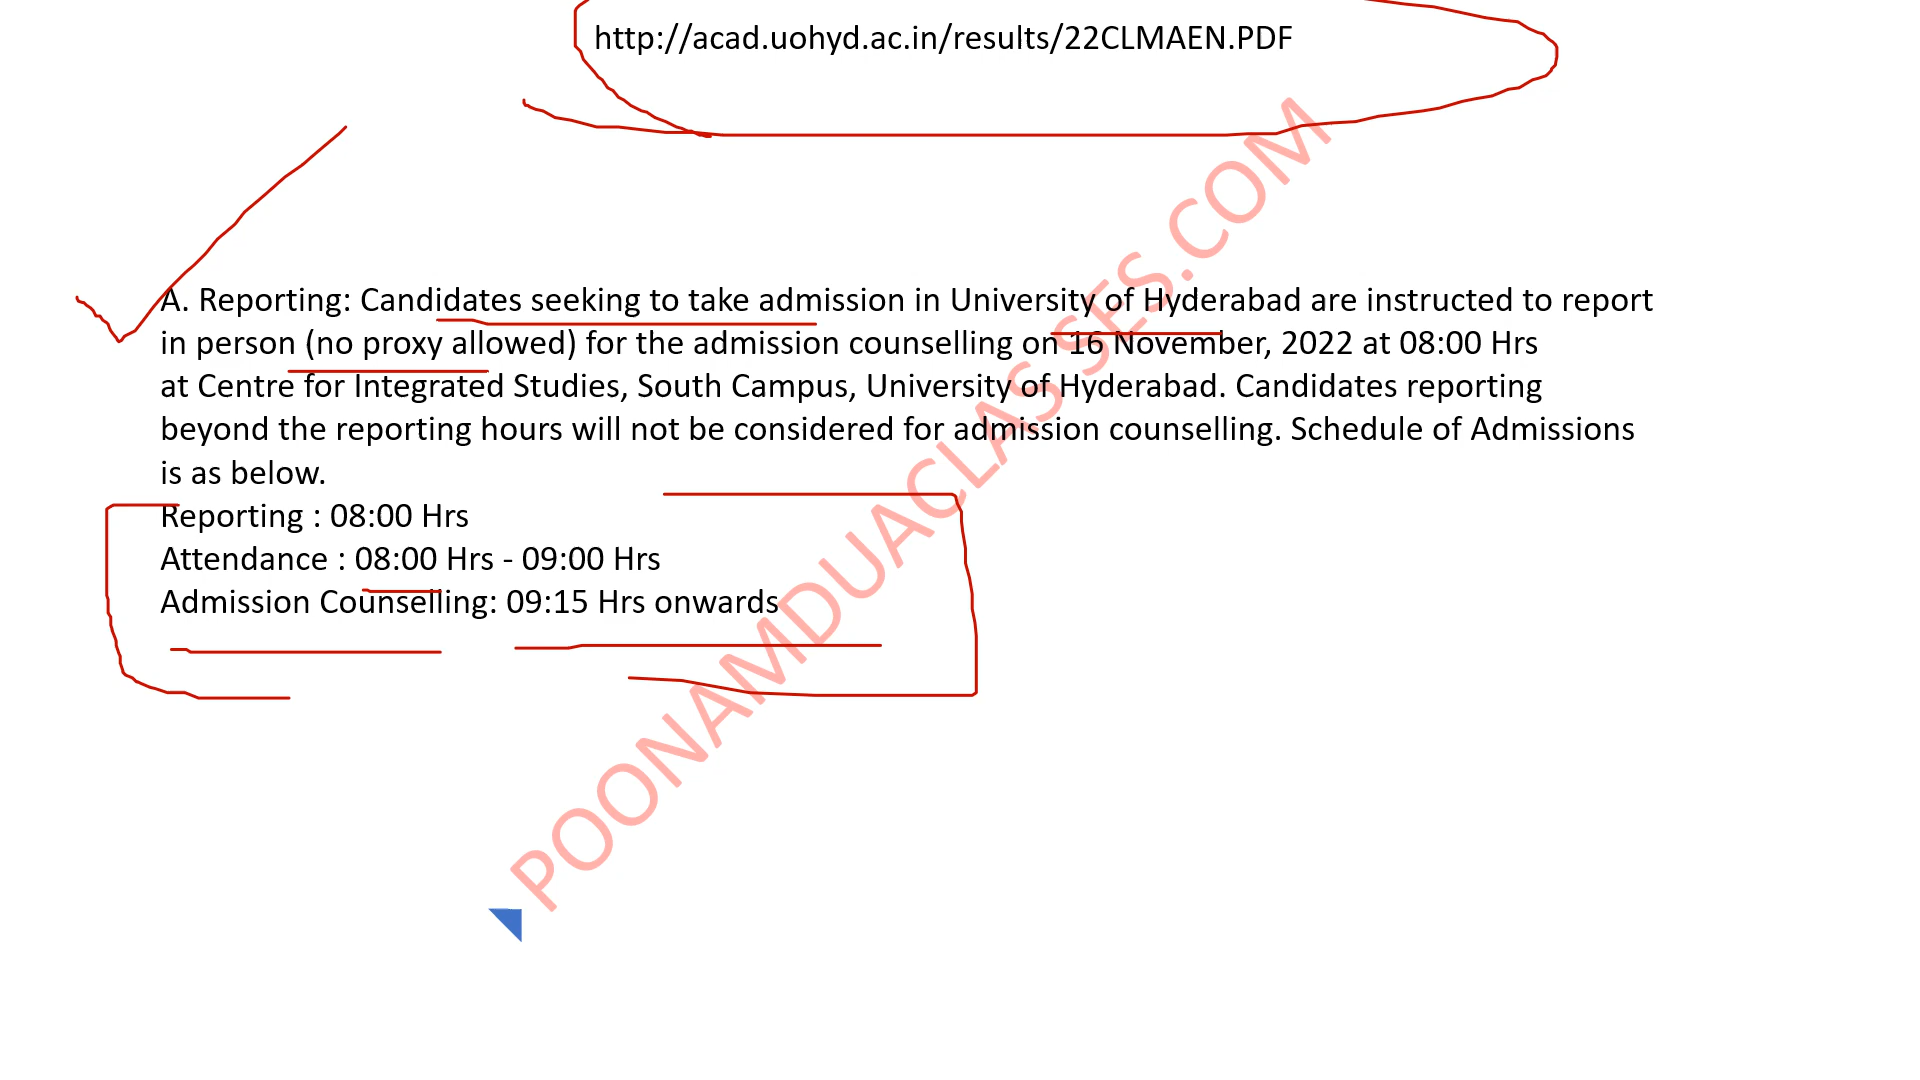 http://acad.uohyd.ac.in/results/22CLMAEN.PDF
A. Reporting: Candidates seeking to take admission in University of Hyderabad are instructed to report
in person (no proxy allowed) for the admission counselling on 16 November, 2022 at 08:00 Hrs
at Centre for Integrated Studies, South Campus, University of Hyderabad. Candidates reporting
beyond the reporting hours will not be considered for admission counselling. Schedule of Admissions
is as below.
Reporting : 08:00 Hrs
Attendance : 08:00 Hrs - 09:00 Hrs
Admission Counselling: 09:15 Hrs onwards
POONAMDUACLASSES.COM